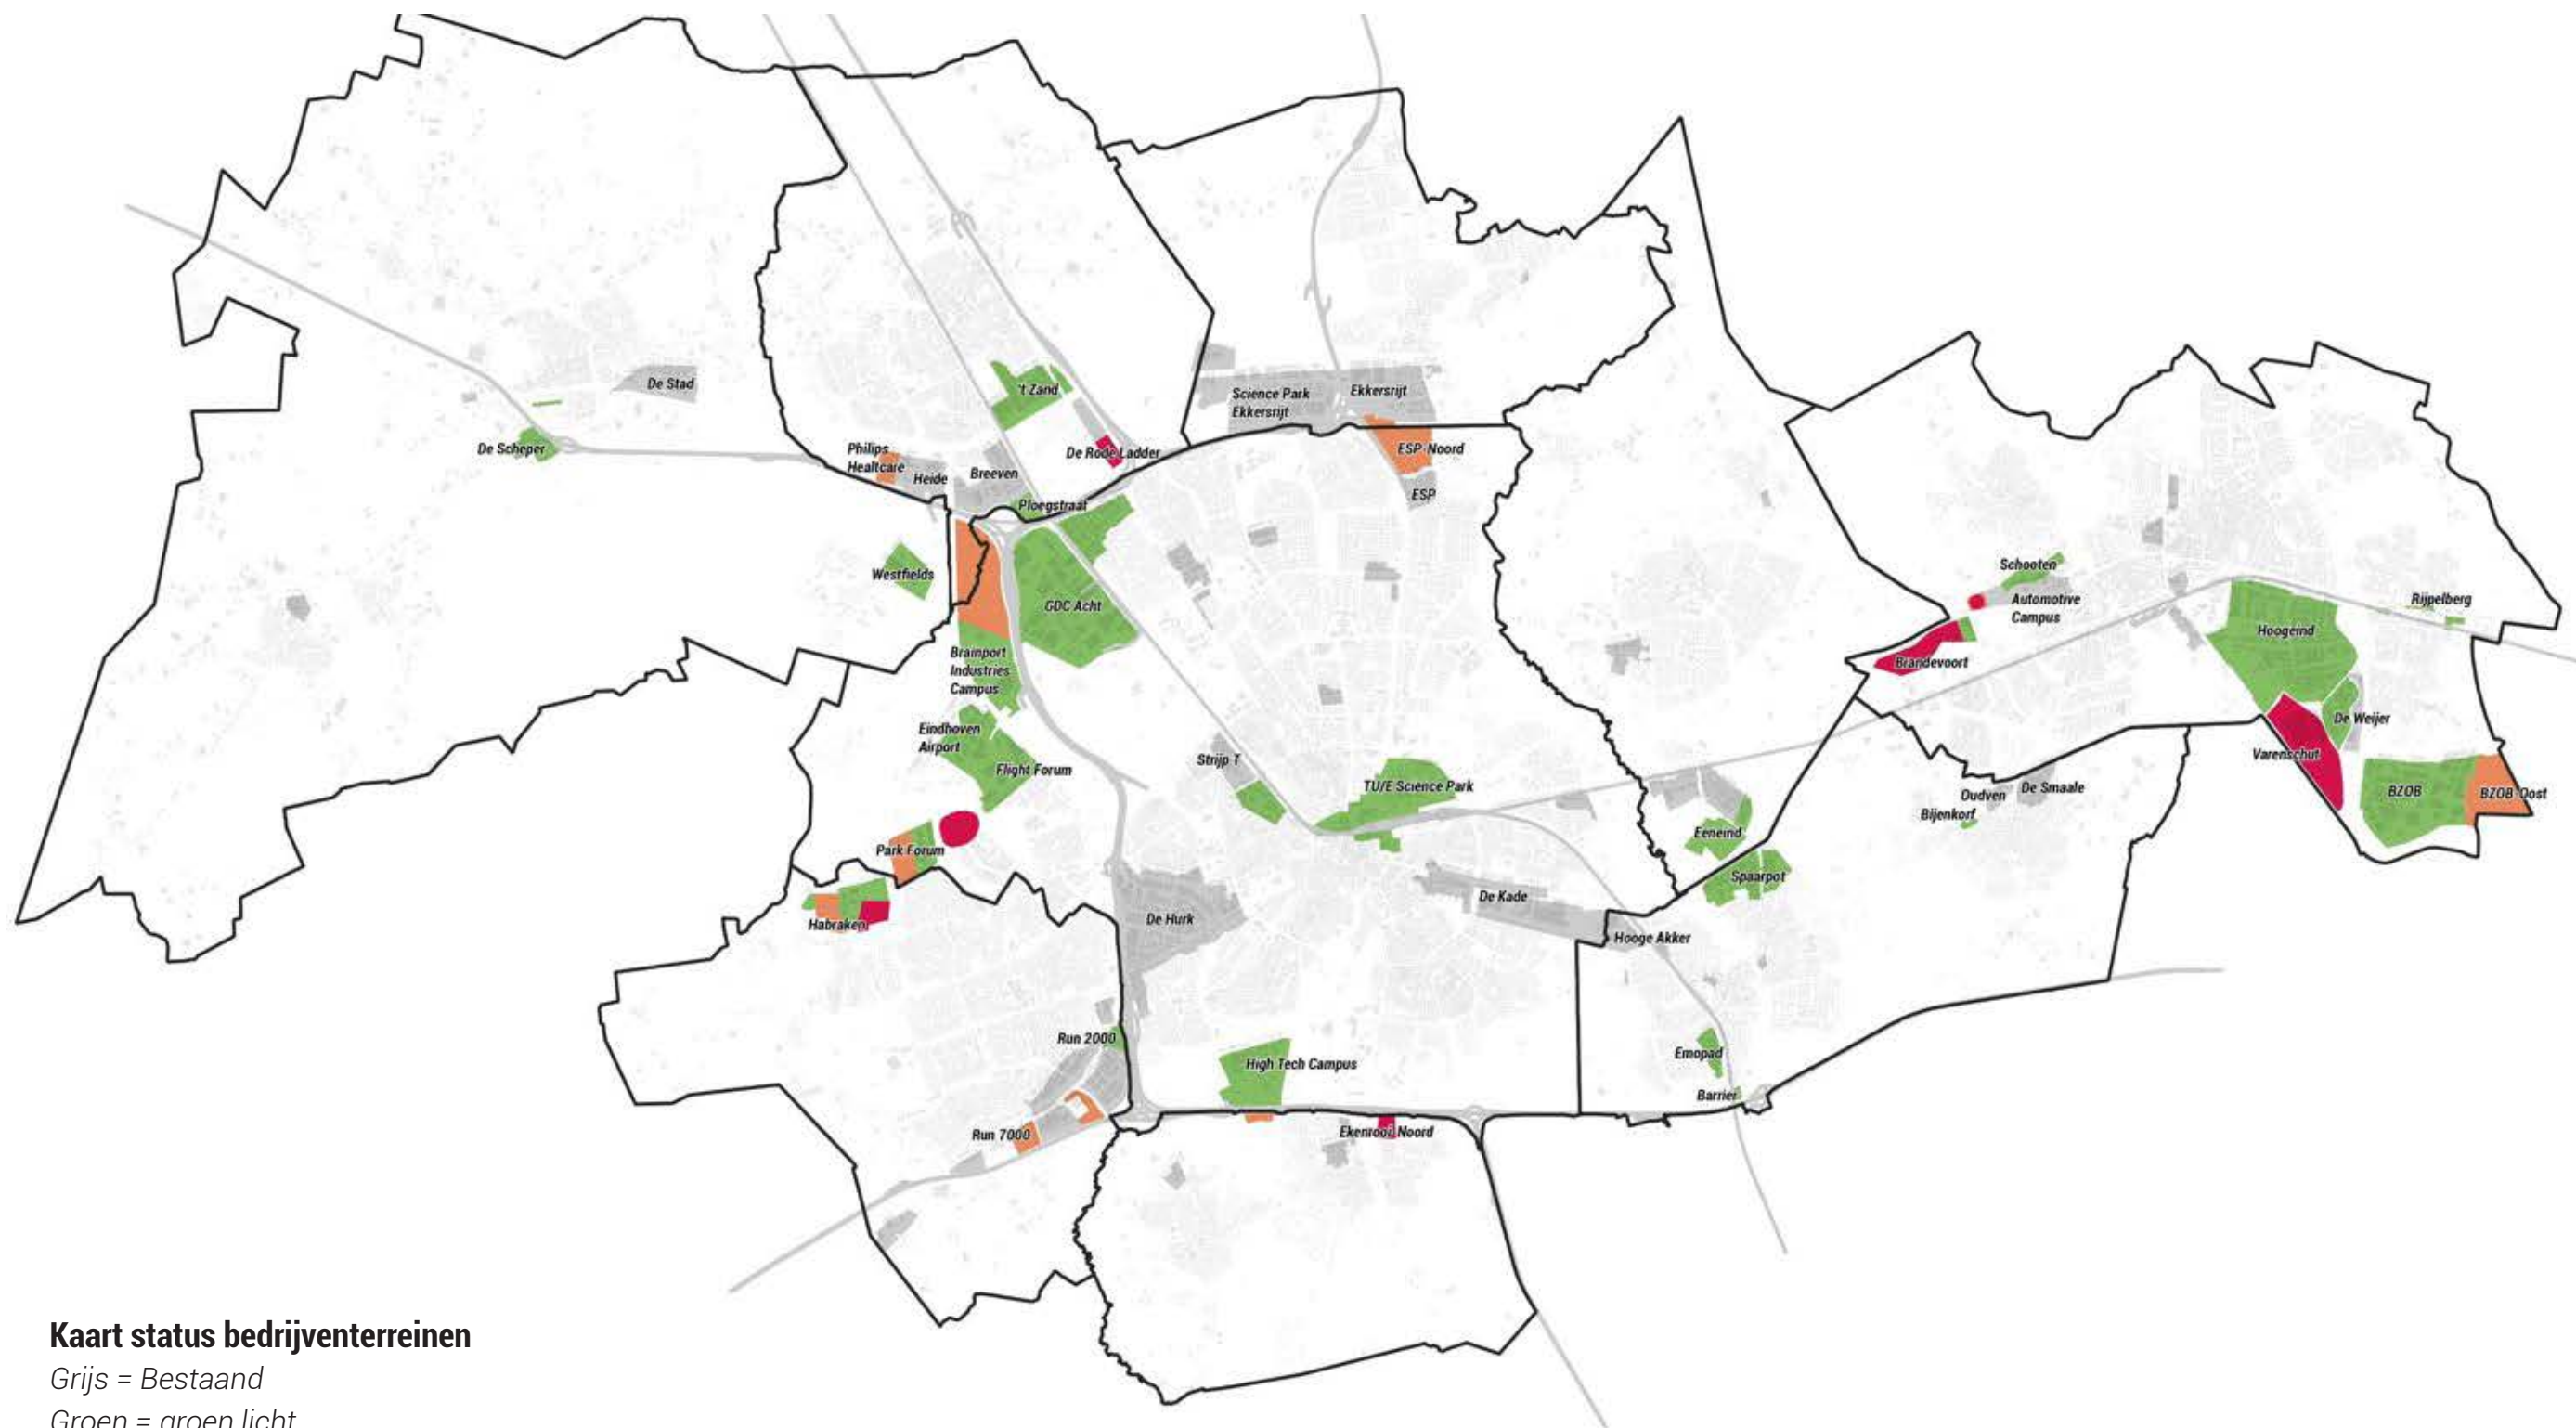 De Stad
't Zand
Science Park
Ekkersrijt
Ekkersrijt
De Scheper
Philips
Healtcare
Heide
Breeven
De Rode Ladder
ESP-Noord
ESP
Ploegstraat
Westfields
GDC Acht
Schooten
Automotive
Campus
Rijpelberg
Hoogeind
Brandevoort
Brainport
Industries
Campus
Eindhoven
Airport
Flight Forum
Strijp T
TU/E Science Park
De Weijer
Varenschut
BZOB
BZOB-Oost
Oudven
De Smaale
Bijenkorf
Eeneind
Park Forum
Spaarpot
De Kade
Habraken
De Hurk
Hooge Akker
Run 2000
High Tech Campus
Emopad
Barrier
Run 7000
Ekenrooi Noord
Kaart status bedrijventerreinen
Grijs = Bestaand
Groen = groen licht